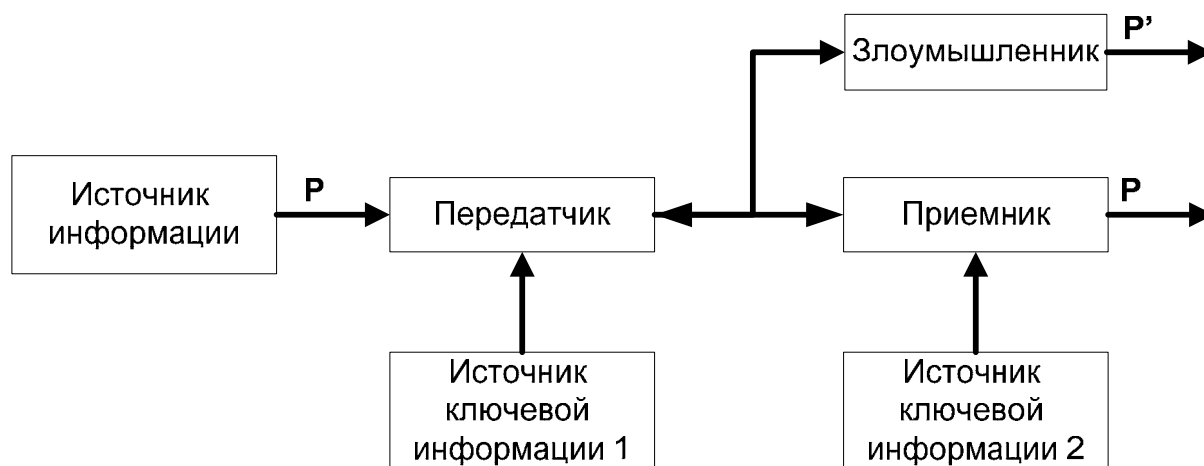 P’
Злоумышленник
Источник
информации
P
Передатчик
Приемник
P
Источник
ключевой
информации 1
Источник
ключевой
информации 2